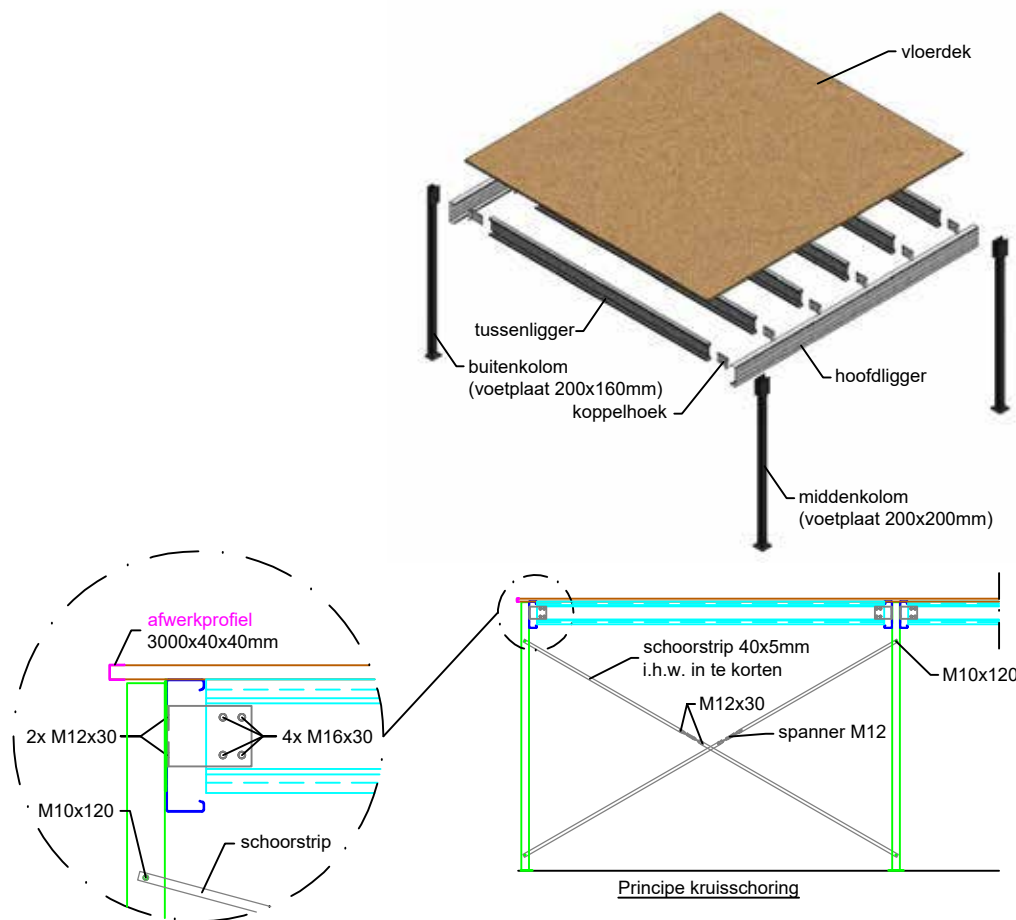 vloerdek
tussenligger
buitenkolom
(voetplaat 200x160mm)
koppelhoek
hoofdligger
middenkolom
(voetplaat 200x200mm)
afwerkprofiel
3000x40x40mm
2x M12x30
4x M16x30
M10x120
schoorstrip
schoorstrip 40x5mm
i.h.w. in te korten
M10x120
M12x30
spanner M12
Principe kruisschoring